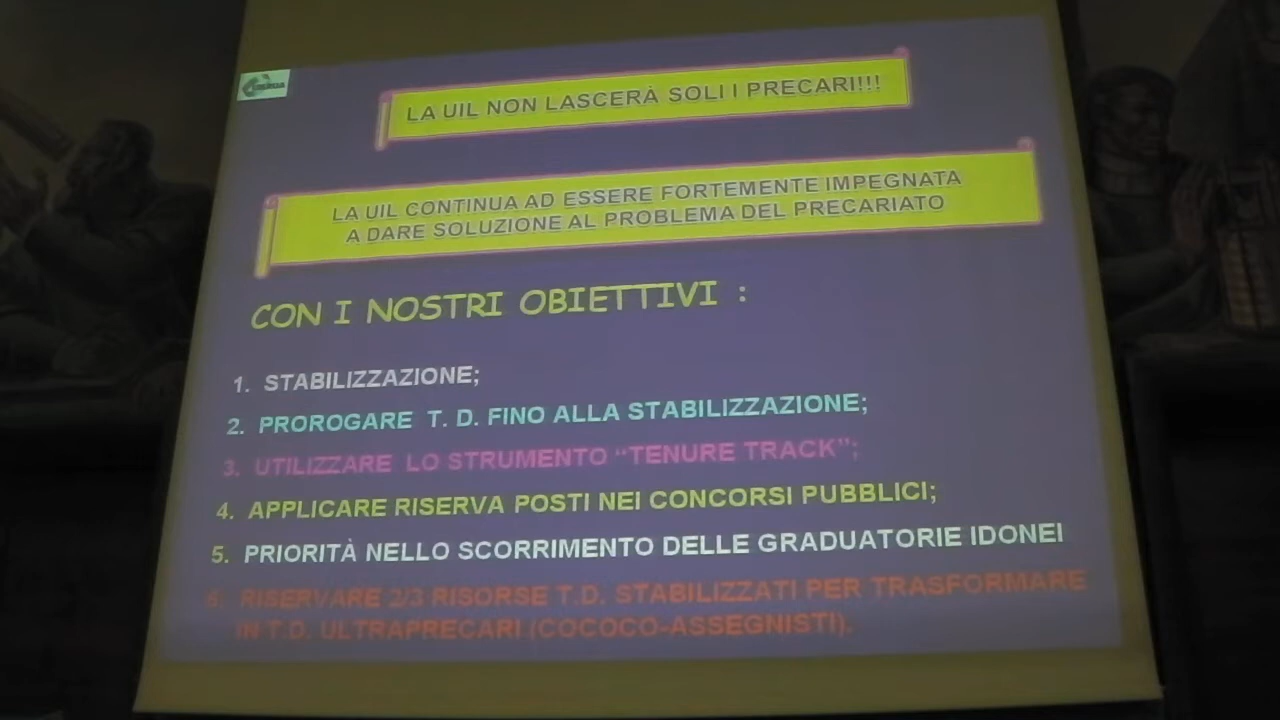 LA UIL NON LASCERÀ SOLI I PRECARI!!!
LA UIL CONTINUA AD ESSERE FORTEMENTE IMPEGNATA
A DARE SOLUZIONE AL PROBLEMA DEL PRECARIATO
CON I NOSTRI OBIETTIVI :
1. STABILIZZAZIONE;
2. PROROGARE T. D. FINO ALLA STABILIZZAZIONE;
3. UTILIZZARE LO STRUMENTO “TENURE TRACK”;
4. APPLICARE RISERVA POSTI NEI CONCORSI PUBBLICI;
5. PRIORITÀ NELLO SCORRIMENTO DELLE GRADUATORIE IDONEI
6. RISERVARE 2/3 RISORSE T.D. STABILIZZATI PER TRASFORMARE
IN T.D. ULTRAPRECARI (COCOCO-ASSEGNISTI).